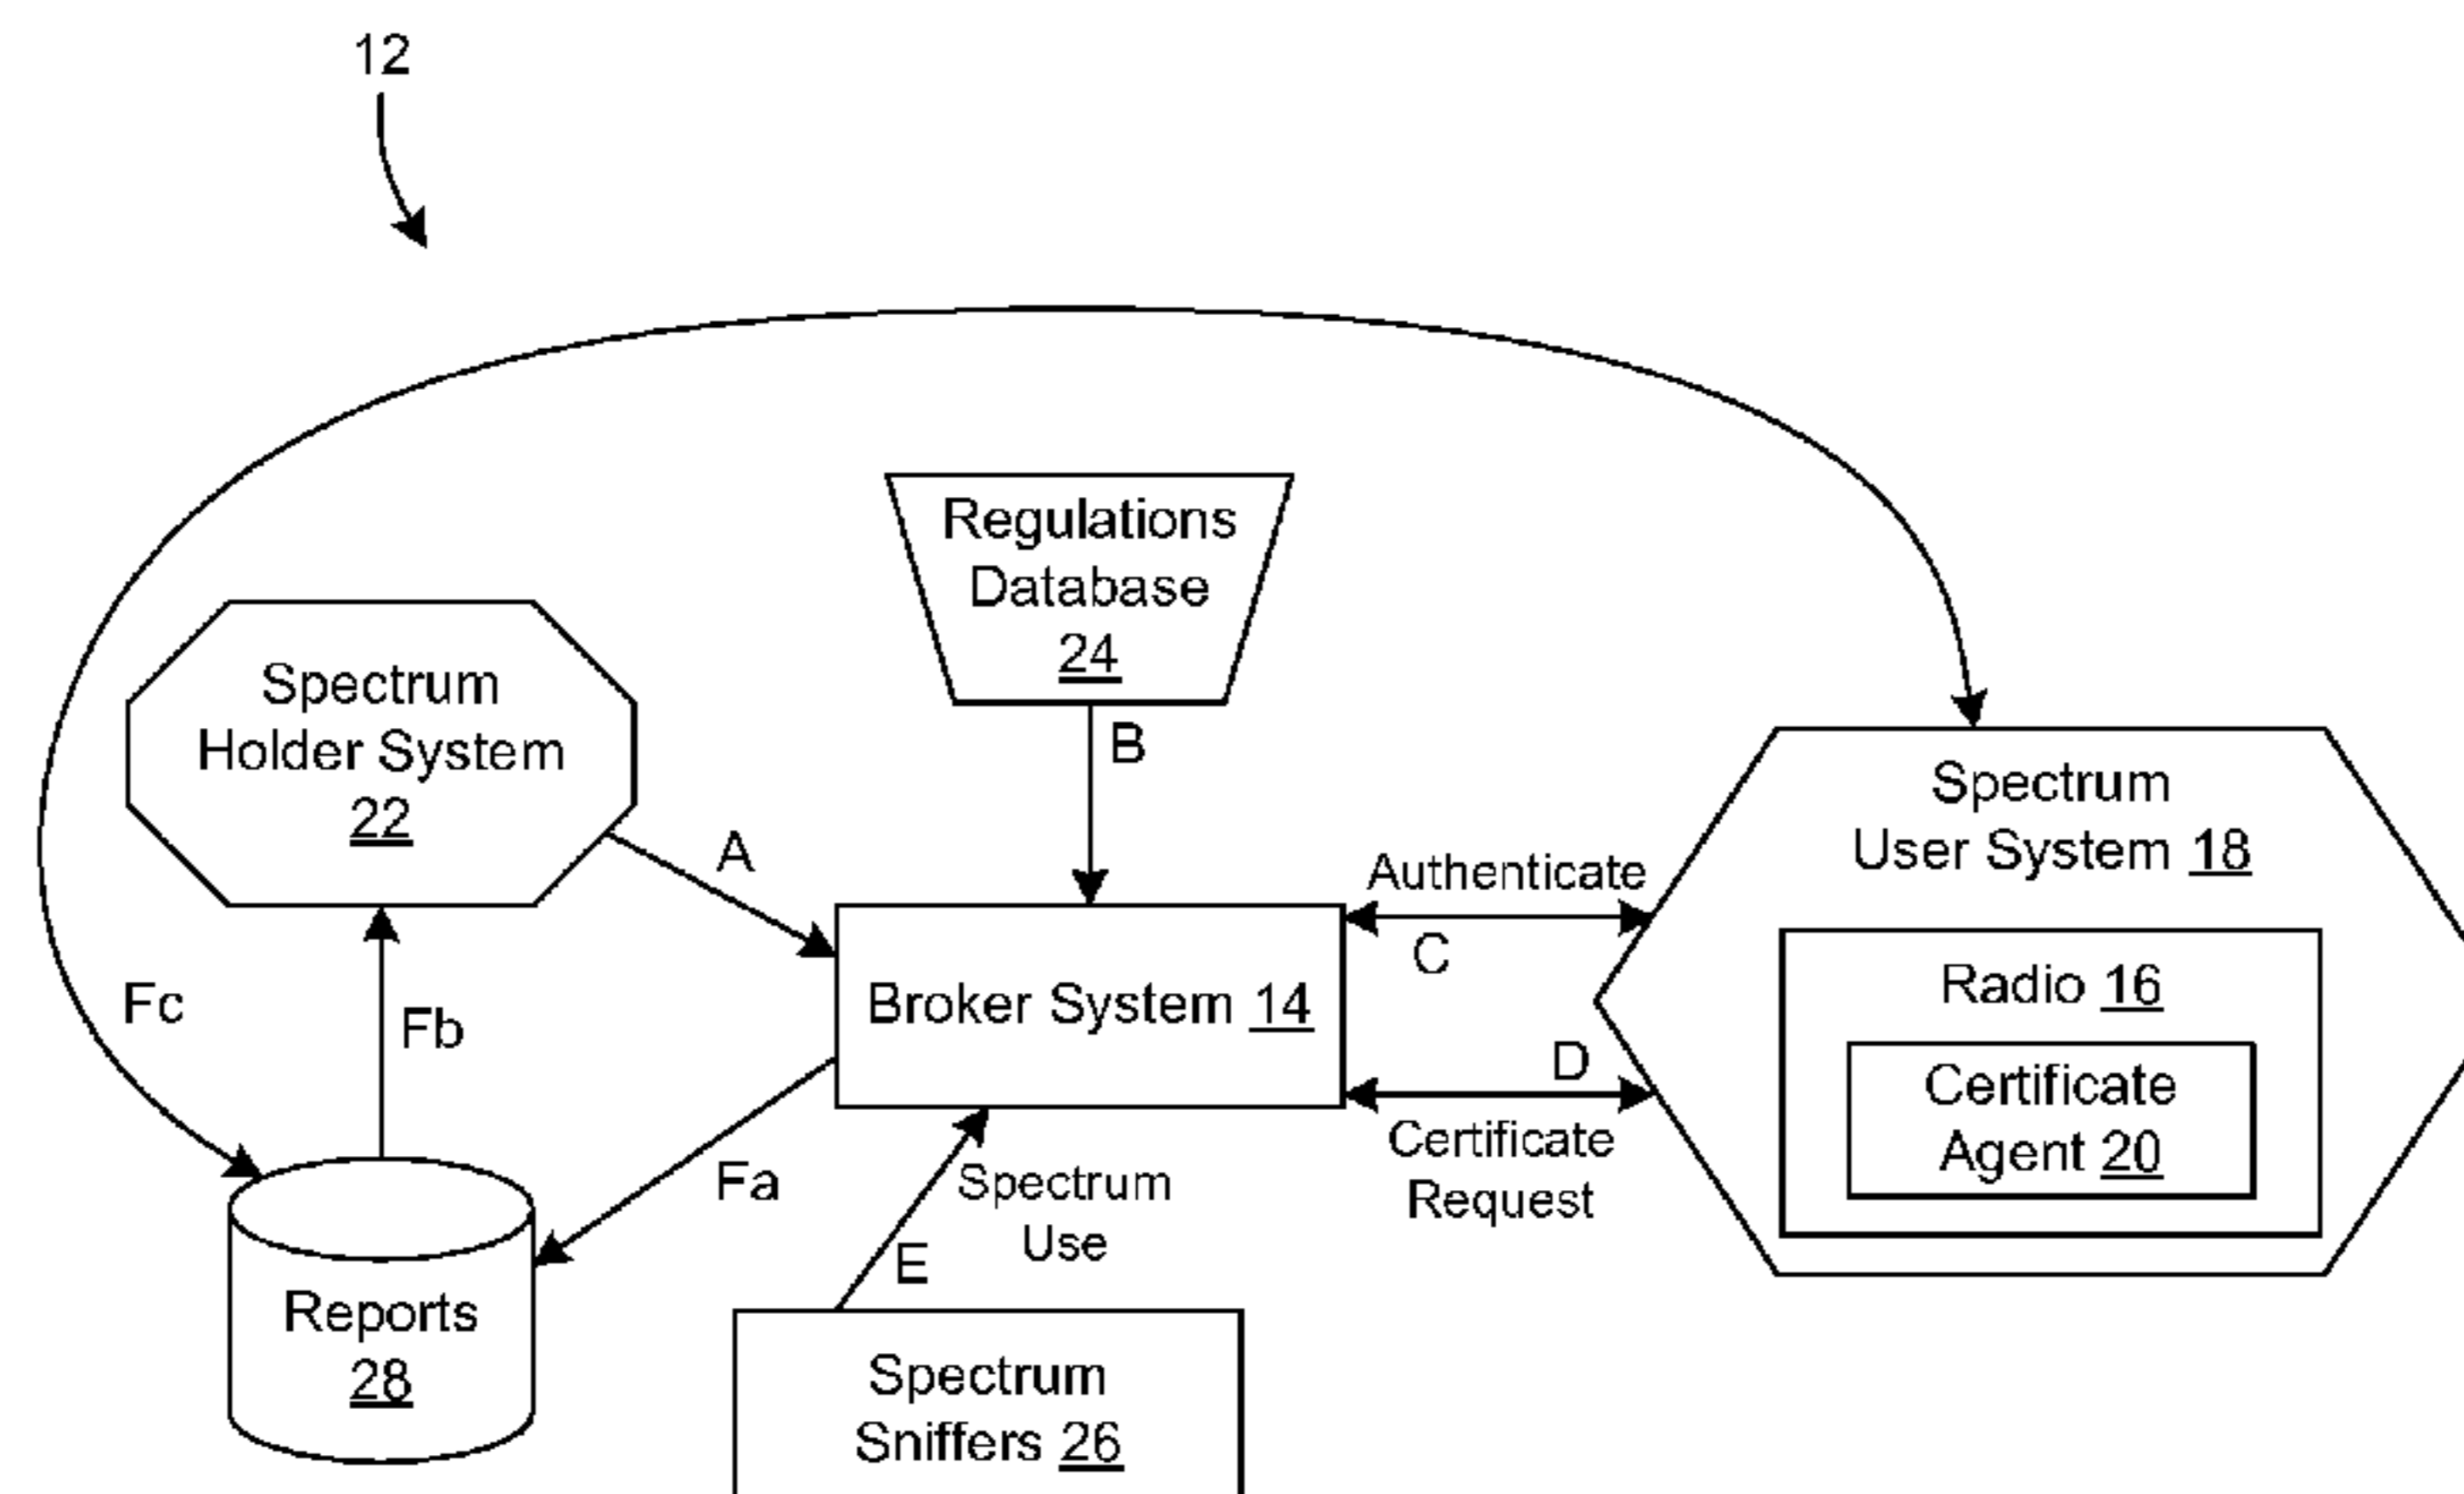 12
Regulations
Database
24
Spectrum
Holder System
22
B
Spectrum
User System 18
A
Authenticate
C
Radio 16
Broker System 14
Fc
Fb
D
Certificate
Agent 20
Certificate
Request
Fa
Spectrum
Use
E
Reports
28
Spectrum
Sniffers 26